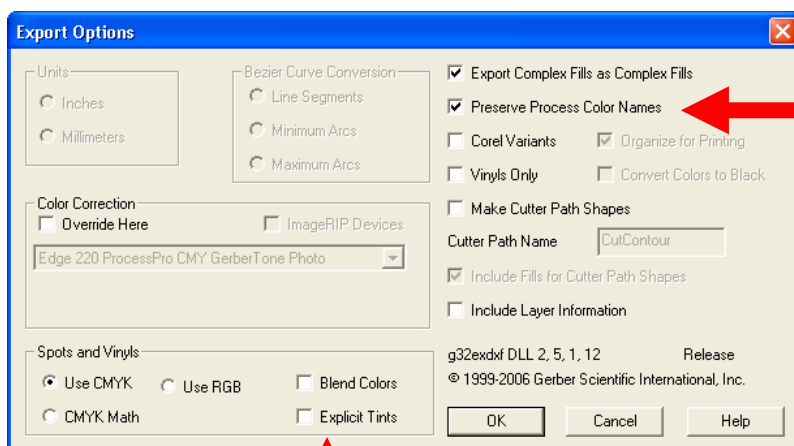 Export Options
Units
Inches
Millimeters
Bezier Curve Conversion
Line Segments
Minimum Arcs
Maximum Arcs
Export Complex Fills as Complex Fills
Preserve Process Color Names
Corel Variants
Organize for Printing
Vinyls Only
Convert Colors to Black
Make Cutter Path Shapes
Cutter Path Name
CutContour
Include Fills for Cutter Path Shapes
Include Layer Information
Color Correction
Override Here
ImageRIP Devices
Edge 220 ProcessPro CMY GerberTone Photo
Spots and Vinyls
Use CMYK
Use RGB
Blend Colors
CMYK Math
Explicit Tints
g32exdxf DLL 2, 5, 1, 12 Release
© 1999-2006 Gerber Scientific International, Inc.
OK
Cancel
Help